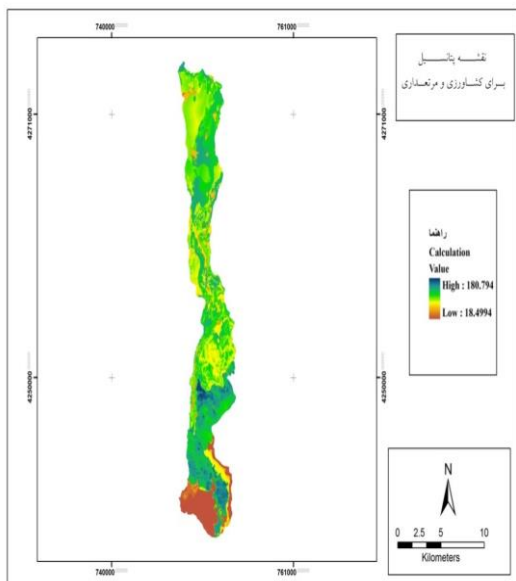 740000
761000
نقشه پتانسیل
برای کشاورزی و مرتعداری
4271000
4271000
راهنما
Calculation
Value
High : 180.794
Low : 18.4994
4250000
4250000
N
0 2.5 5 10
Kilometers
740000
761000